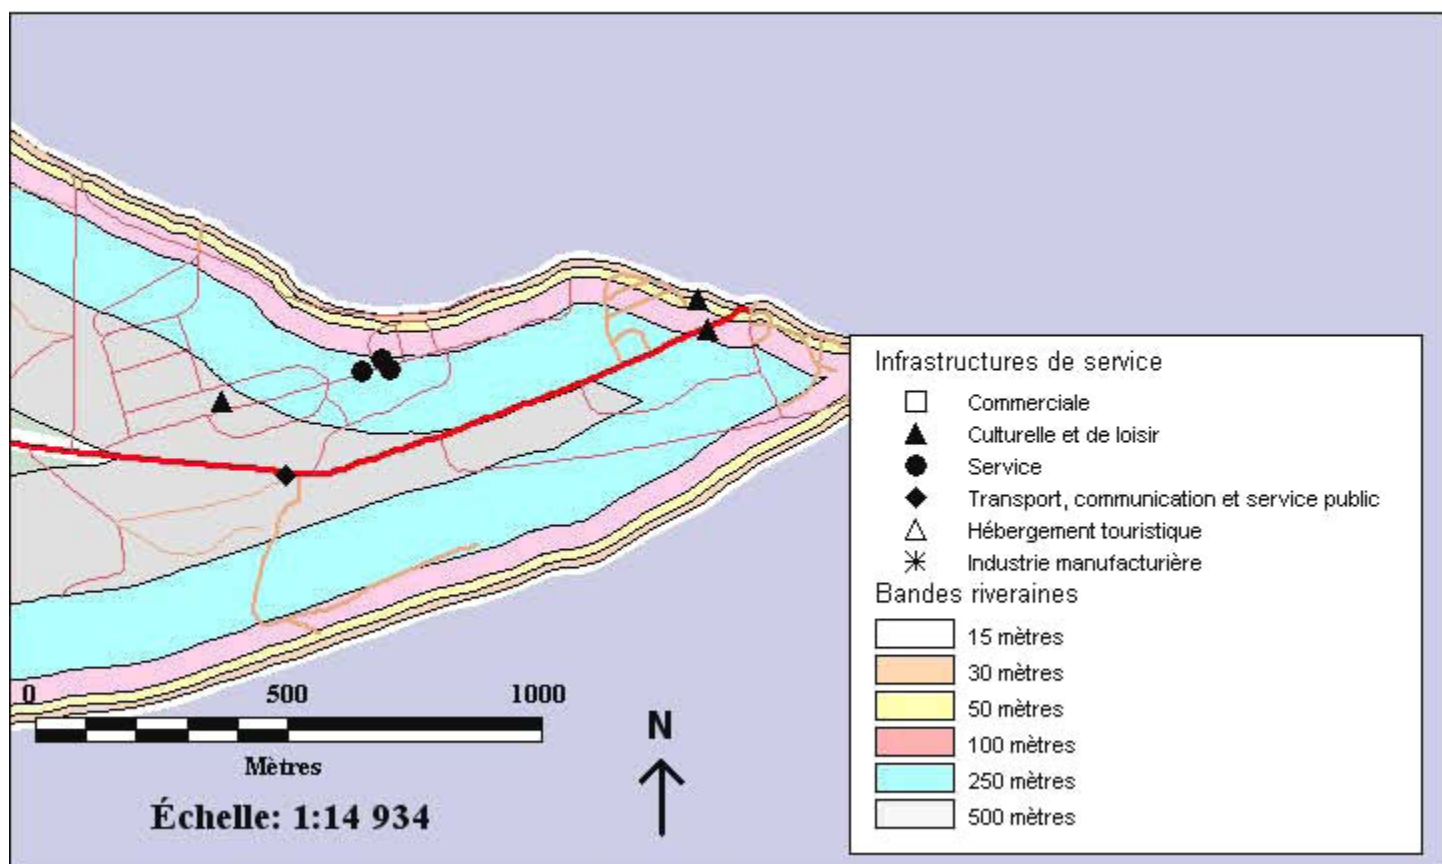 Infrastructures de service
Commerciale
Culturelle et de loisir
Service
Transport, communication et service public
Hébergement touristique
Industrie manufacturière
Bandes riveraines
15 mètres
30 mètres
50 mètres
100 mètres
250 mètres
500 mètres
0 500 1000
Mètres
Échelle: 1:14 934
N